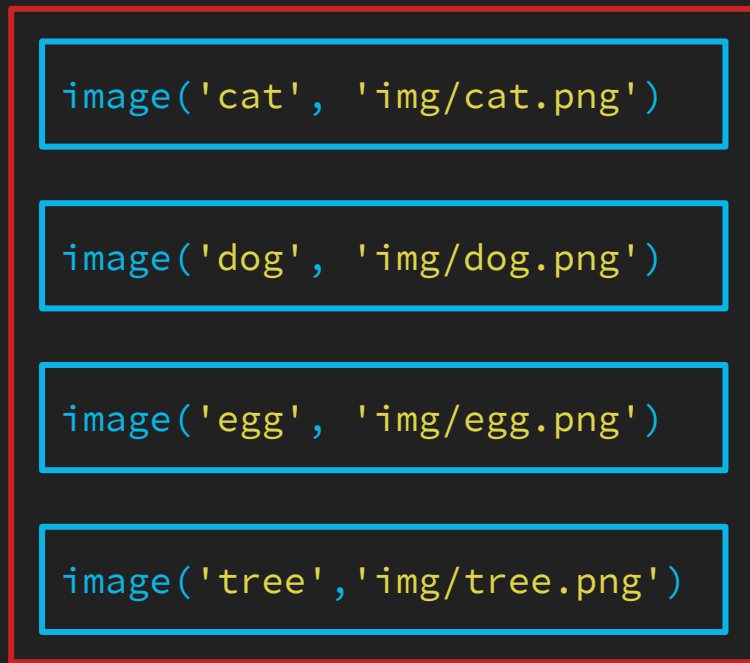 image('cat', 'img/cat.png')
image('dog', 'img/dog.png')
image('egg', 'img/egg.png')
image('tree','img/tree.png')